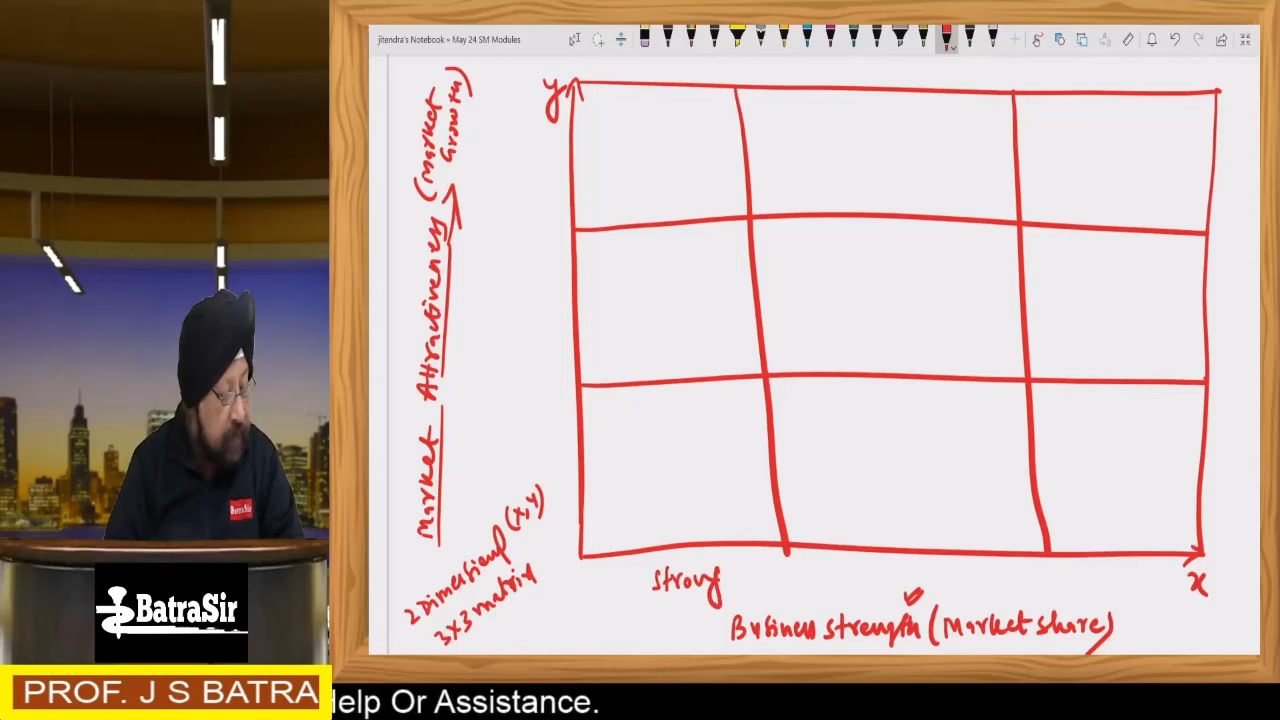 jitendra's Notebook » May 24 SM Modules
y
Market Attractiveness (Market Growth)
2 Dimensional (x, y)
3x3 matrix
strong
x
Business strength (Market share)
BatraSir
BatraSir
PROF. J S BATRA
Help Or Assistance.